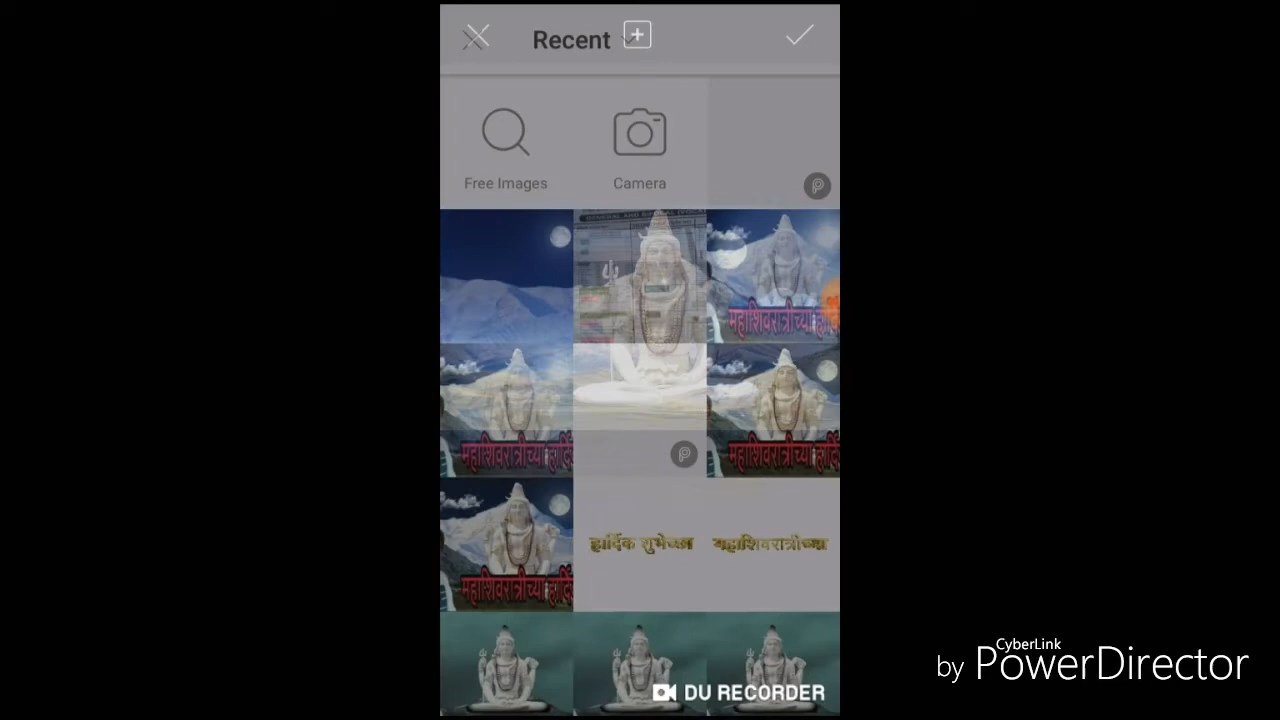 Recent
Free Images
Camera
महाशिवरात्रीच्या हार्दि
महाशिवरात्रीच्या हार्दि
महाशिवरात्रीच्या हार्दि
महाशिवरात्रीच्या हार्दि
हार्दिक शुभेच्छा
महाशिवरात्रीच्या
DU RECORDER
CyberLink
by PowerDirector